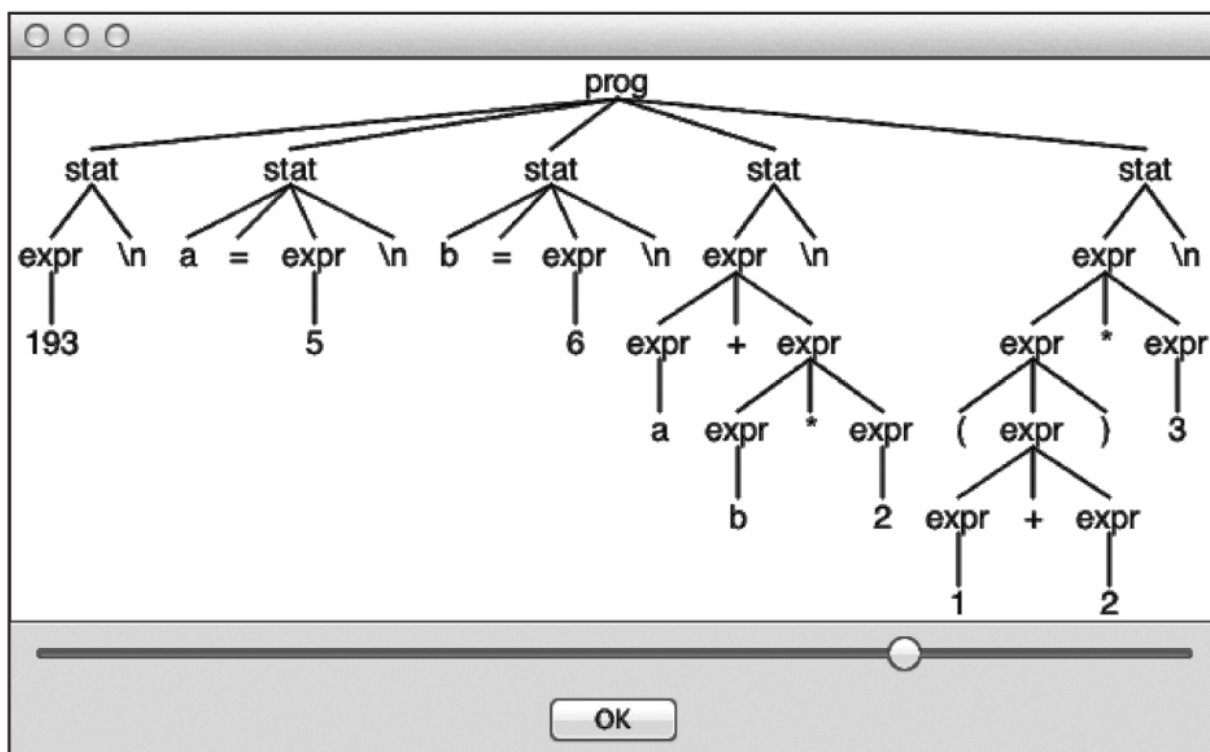 prog
stat stat stat stat stat
expr \n a = expr \n b = expr \n expr \n expr \n
193 5 6 expr + expr expr * expr
a expr * expr ( expr ) 3
b 2 expr + expr
1 2
OK